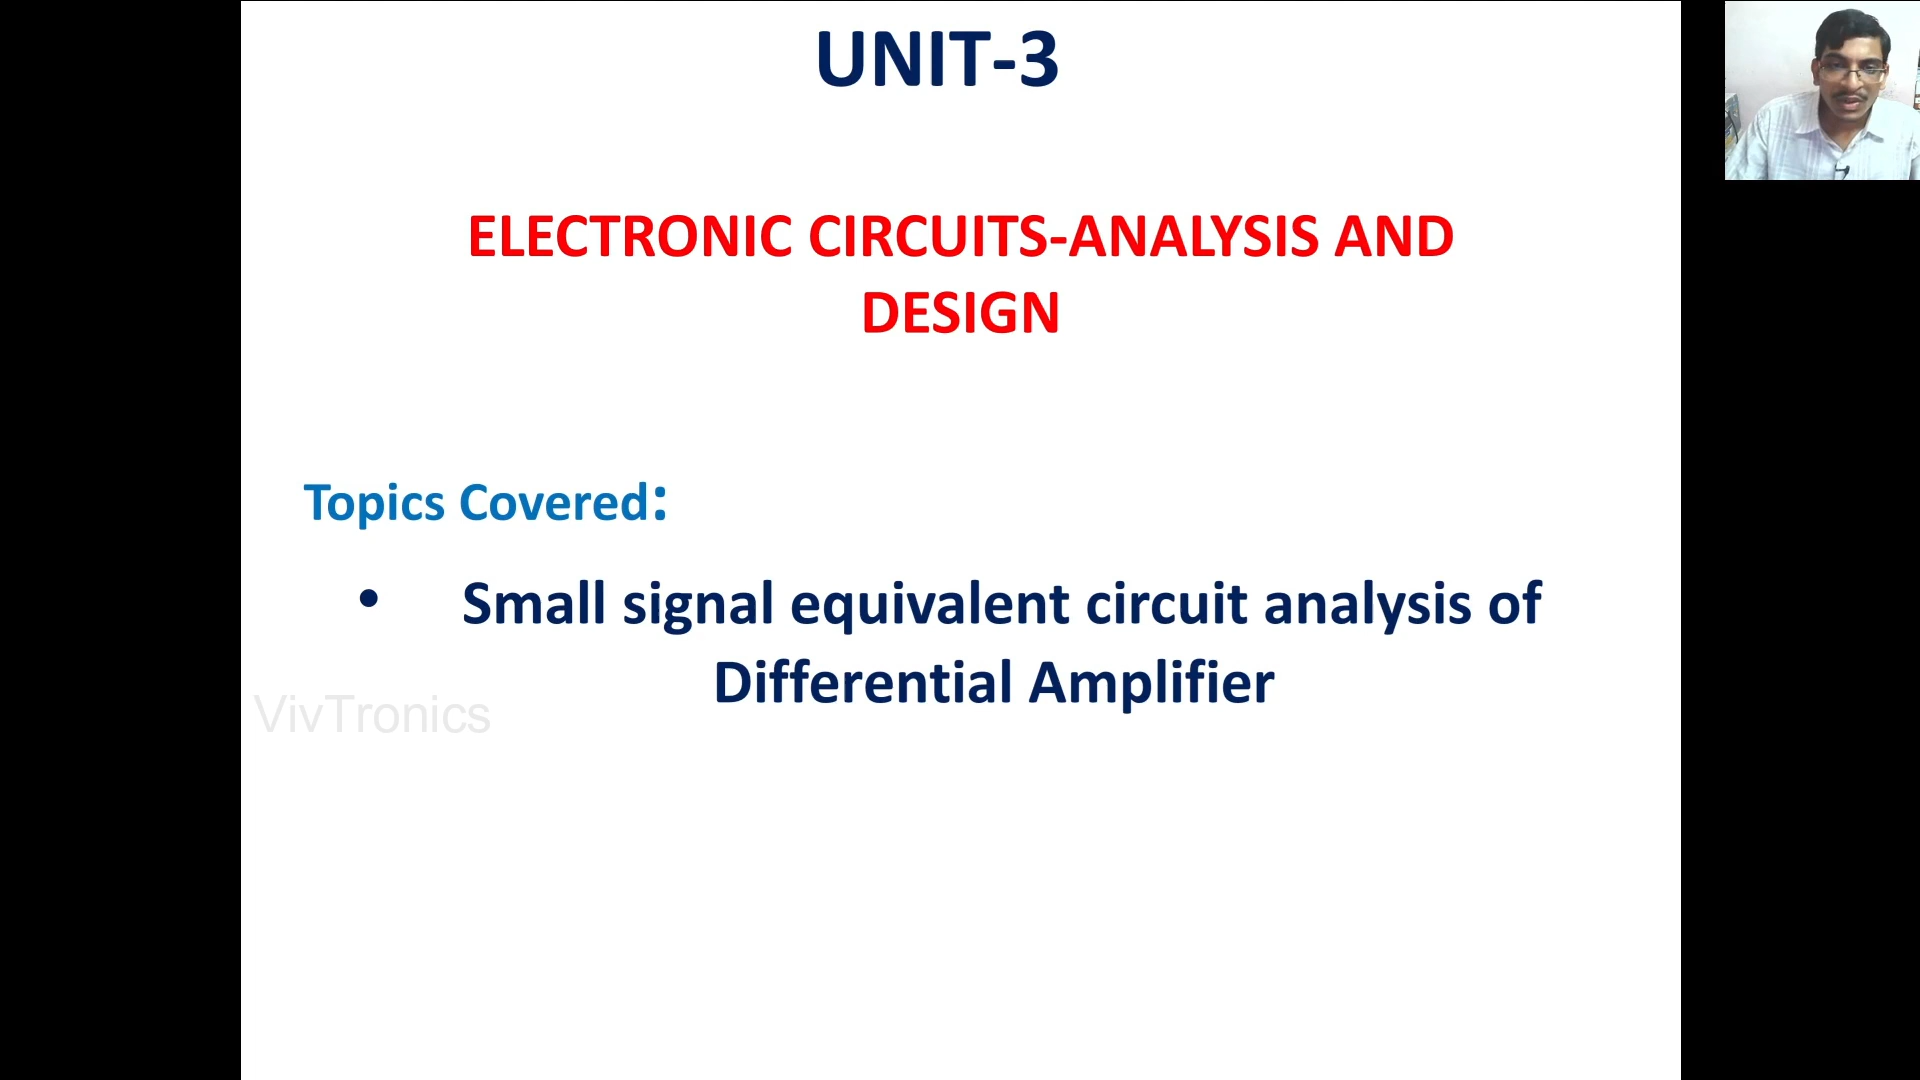 UNIT-3
ELECTRONIC CIRCUITS-ANALYSIS AND
DESIGN
Topics Covered:
• Small signal equivalent circuit analysis of
Differential Amplifier
VivTronics